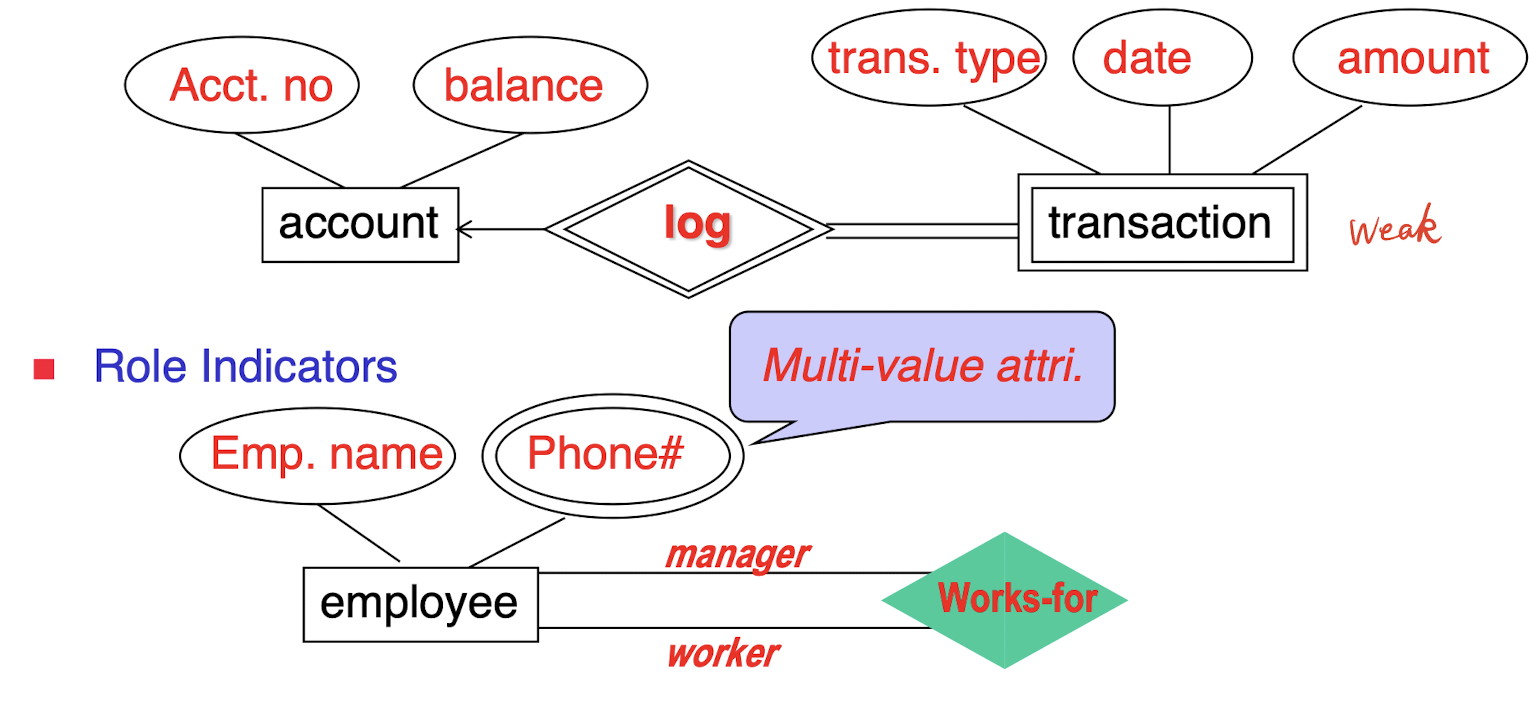 Acct. no
balance
trans. type
date
amount
account
log
transaction
weak
Role Indicators
Multi-value attri.
Emp. name
Phone#
manager
employee
Works-for
worker